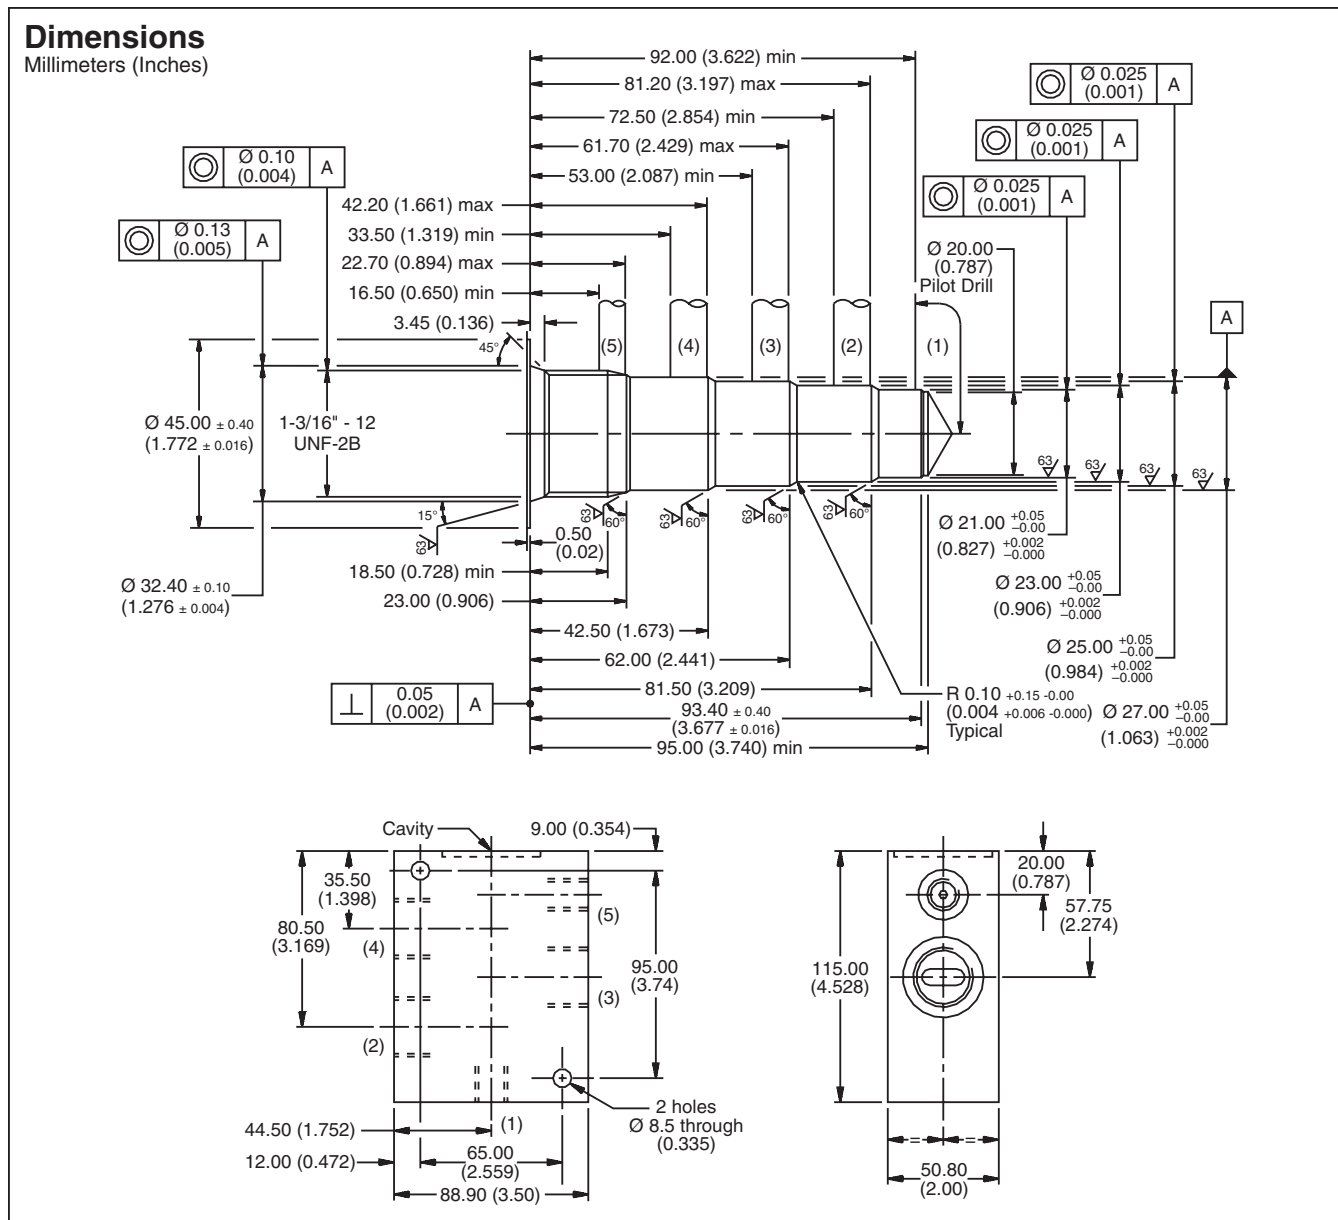 Dimensions
Millimeters (Inches)
92.00 (3.622) min
81.20 (3.197) max
72.50 (2.854) min
61.70 (2.429) max
53.00 (2.087) min
42.20 (1.661) max
33.50 (1.319) min
22.70 (0.894) max
16.50 (0.650) min
3.45 (0.136)
Ø 0.025
(0.001)
A
Ø 0.025
(0.001)
A
Ø 0.025
(0.001)
A
Ø 0.10
(0.004)
A
Ø 0.13
(0.005)
A
Ø 20.00
(0.787)
Pilot Drill
A
45°
(5)
(4)
(3)
(2)
(1)
Ø 45.00 ± 0.40
(1.772 ± 0.016)
1-3/16" - 12
UNF-2B
63
63
63
63
15°
63
63
60°
63
60°
63
60°
63
60°
0.50
(0.02)
Ø 32.40 ± 0.10
(1.276 ± 0.004)
18.50 (0.728) min
23.00 (0.906)
42.50 (1.673)
62.00 (2.441)
81.50 (3.209)
93.40 ± 0.40
(3.677 ± 0.016)
95.00 (3.740) min
0.05
(0.002)
A
R 0.10 +0.15 -0.00
(0.004 +0.006 -0.000)
Typical
Ø 21.00 +0.05 –0.00
(0.827) +0.002 –0.000
Ø 23.00 +0.05 –0.00
(0.906) +0.002 –0.000
Ø 25.00 +0.05 –0.00
(0.984) +0.002 –0.000
Ø 27.00 +0.05 –0.00
(1.063) +0.002 –0.000
Cavity
9.00 (0.354)
35.50
(1.398)
80.50
(3.169)
(4)
(2)
(5)
(3)
95.00
(3.74)
(1)
2 holes
Ø 8.5 through
(0.335)
44.50 (1.752)
12.00 (0.472)
65.00
(2.559)
88.90 (3.50)
20.00
(0.787)
57.75
(2.274)
115.00
(4.528)
= =
50.80
(2.00)